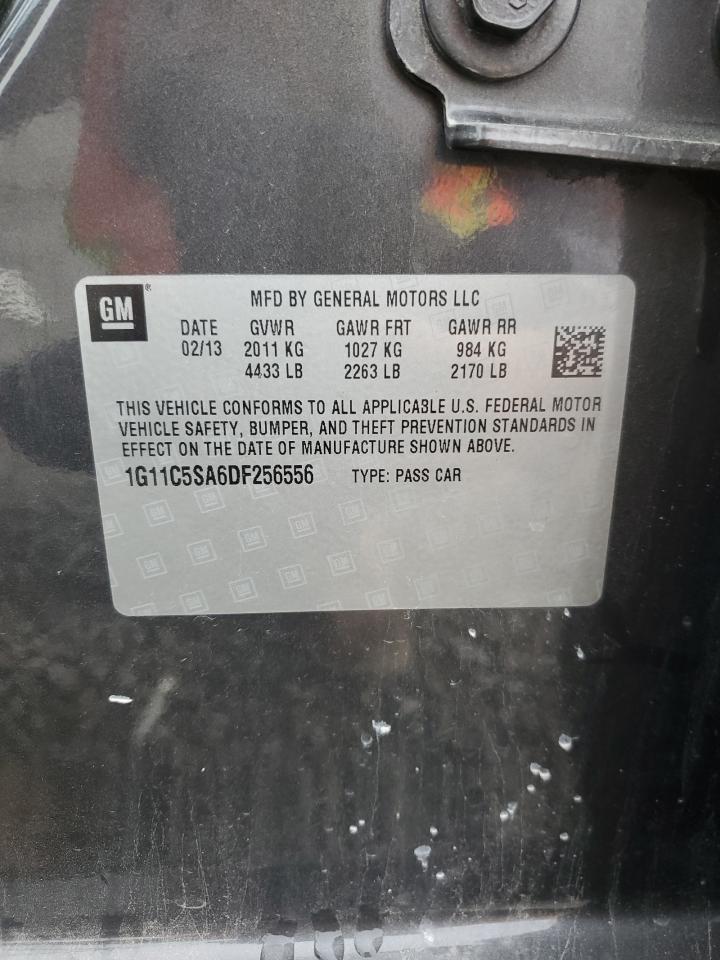 GM®
MFD BY GENERAL MOTORS LLC
DATE GVWR GAWR FRT GAWR RR
02/13 2011 KG 1027 KG 984 KG
4433 LB 2263 LB 2170 LB
THIS VEHICLE CONFORMS TO ALL APPLICABLE U.S. FEDERAL MOTOR
VEHICLE SAFETY, BUMPER, AND THEFT PREVENTION STANDARDS IN
EFFECT ON THE DATE OF MANUFACTURE SHOWN ABOVE.
1G11C5SA6DF256556 TYPE: PASS CAR